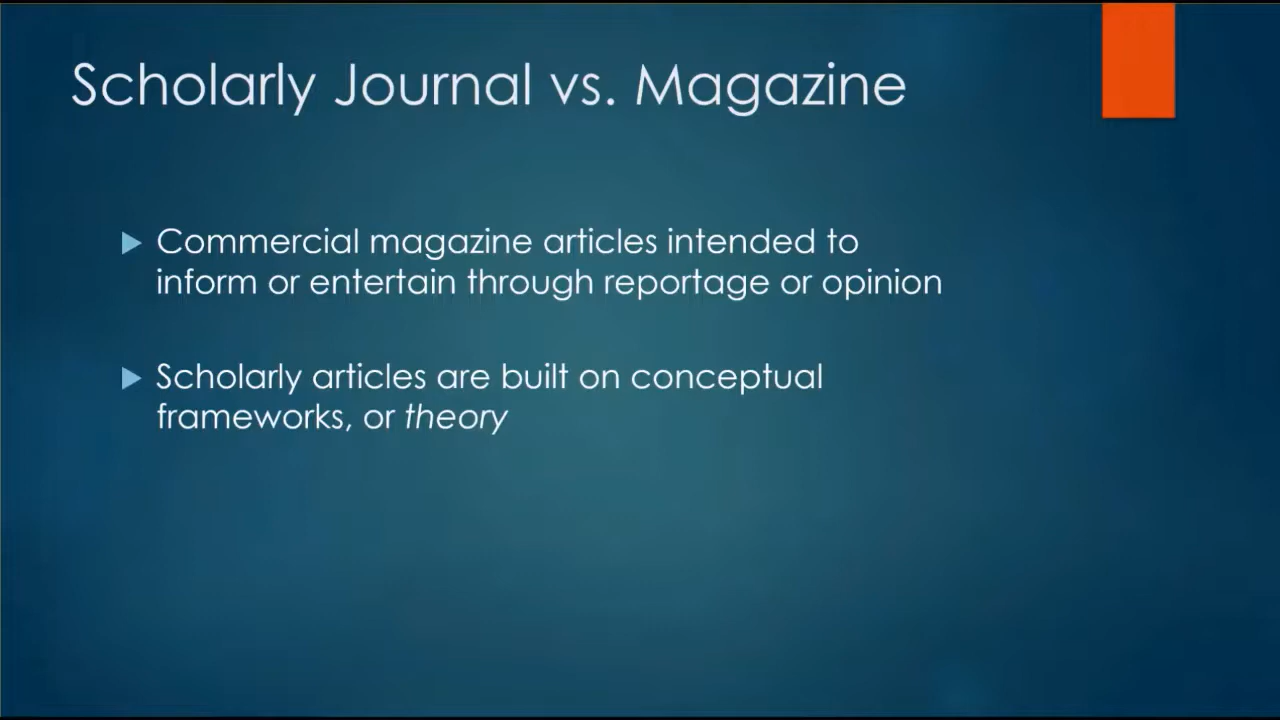 Scholarly Journal vs. Magazine
Commercial magazine articles intended to
inform or entertain through reportage or opinion
Scholarly articles are built on conceptual
frameworks, or theory